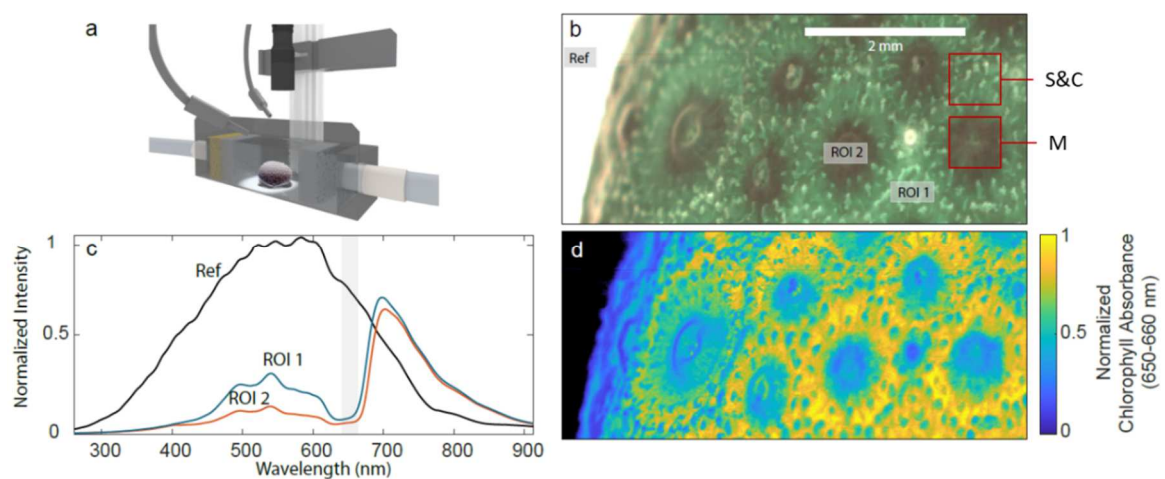 a
b
Ref
2 mm
S&C
M
ROI 2
ROI 1
c
Normalized Intensity
1
0.5
0
Ref
ROI 1
ROI 2
300 400 500 600 700 800 900
Wavelength (nm)
d
1
0.5
0
Normalized
Chlorophyll Absorbance
(650-660 nm)